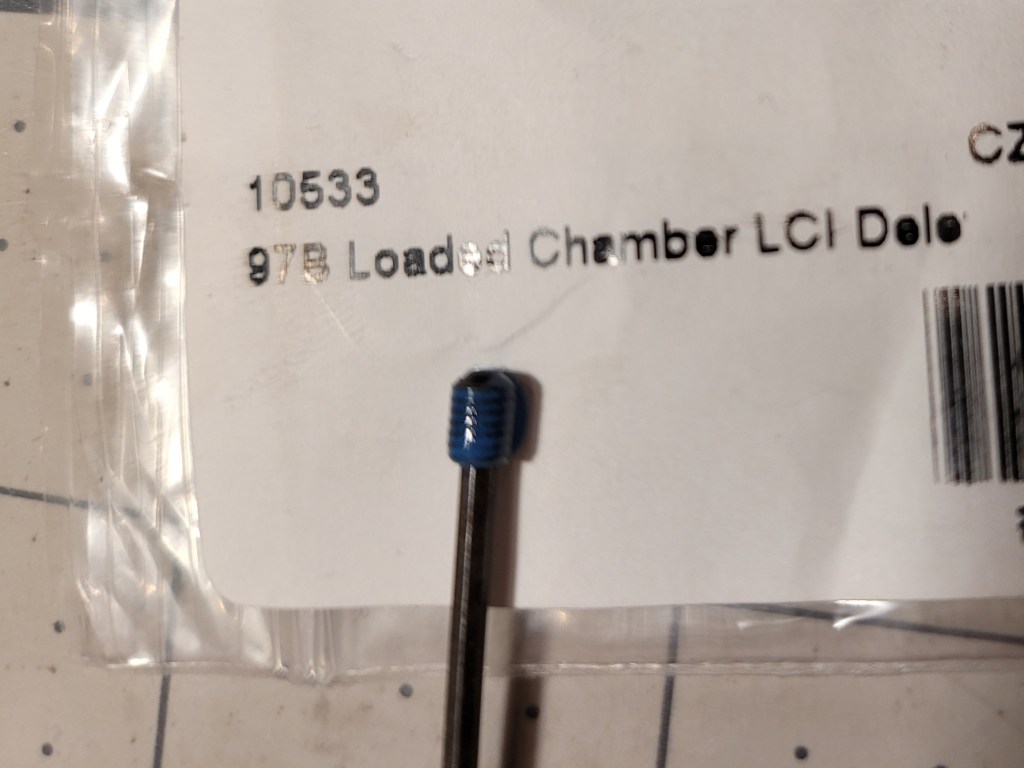 CZ
10533
97B Loaded Chamber LCI Dele